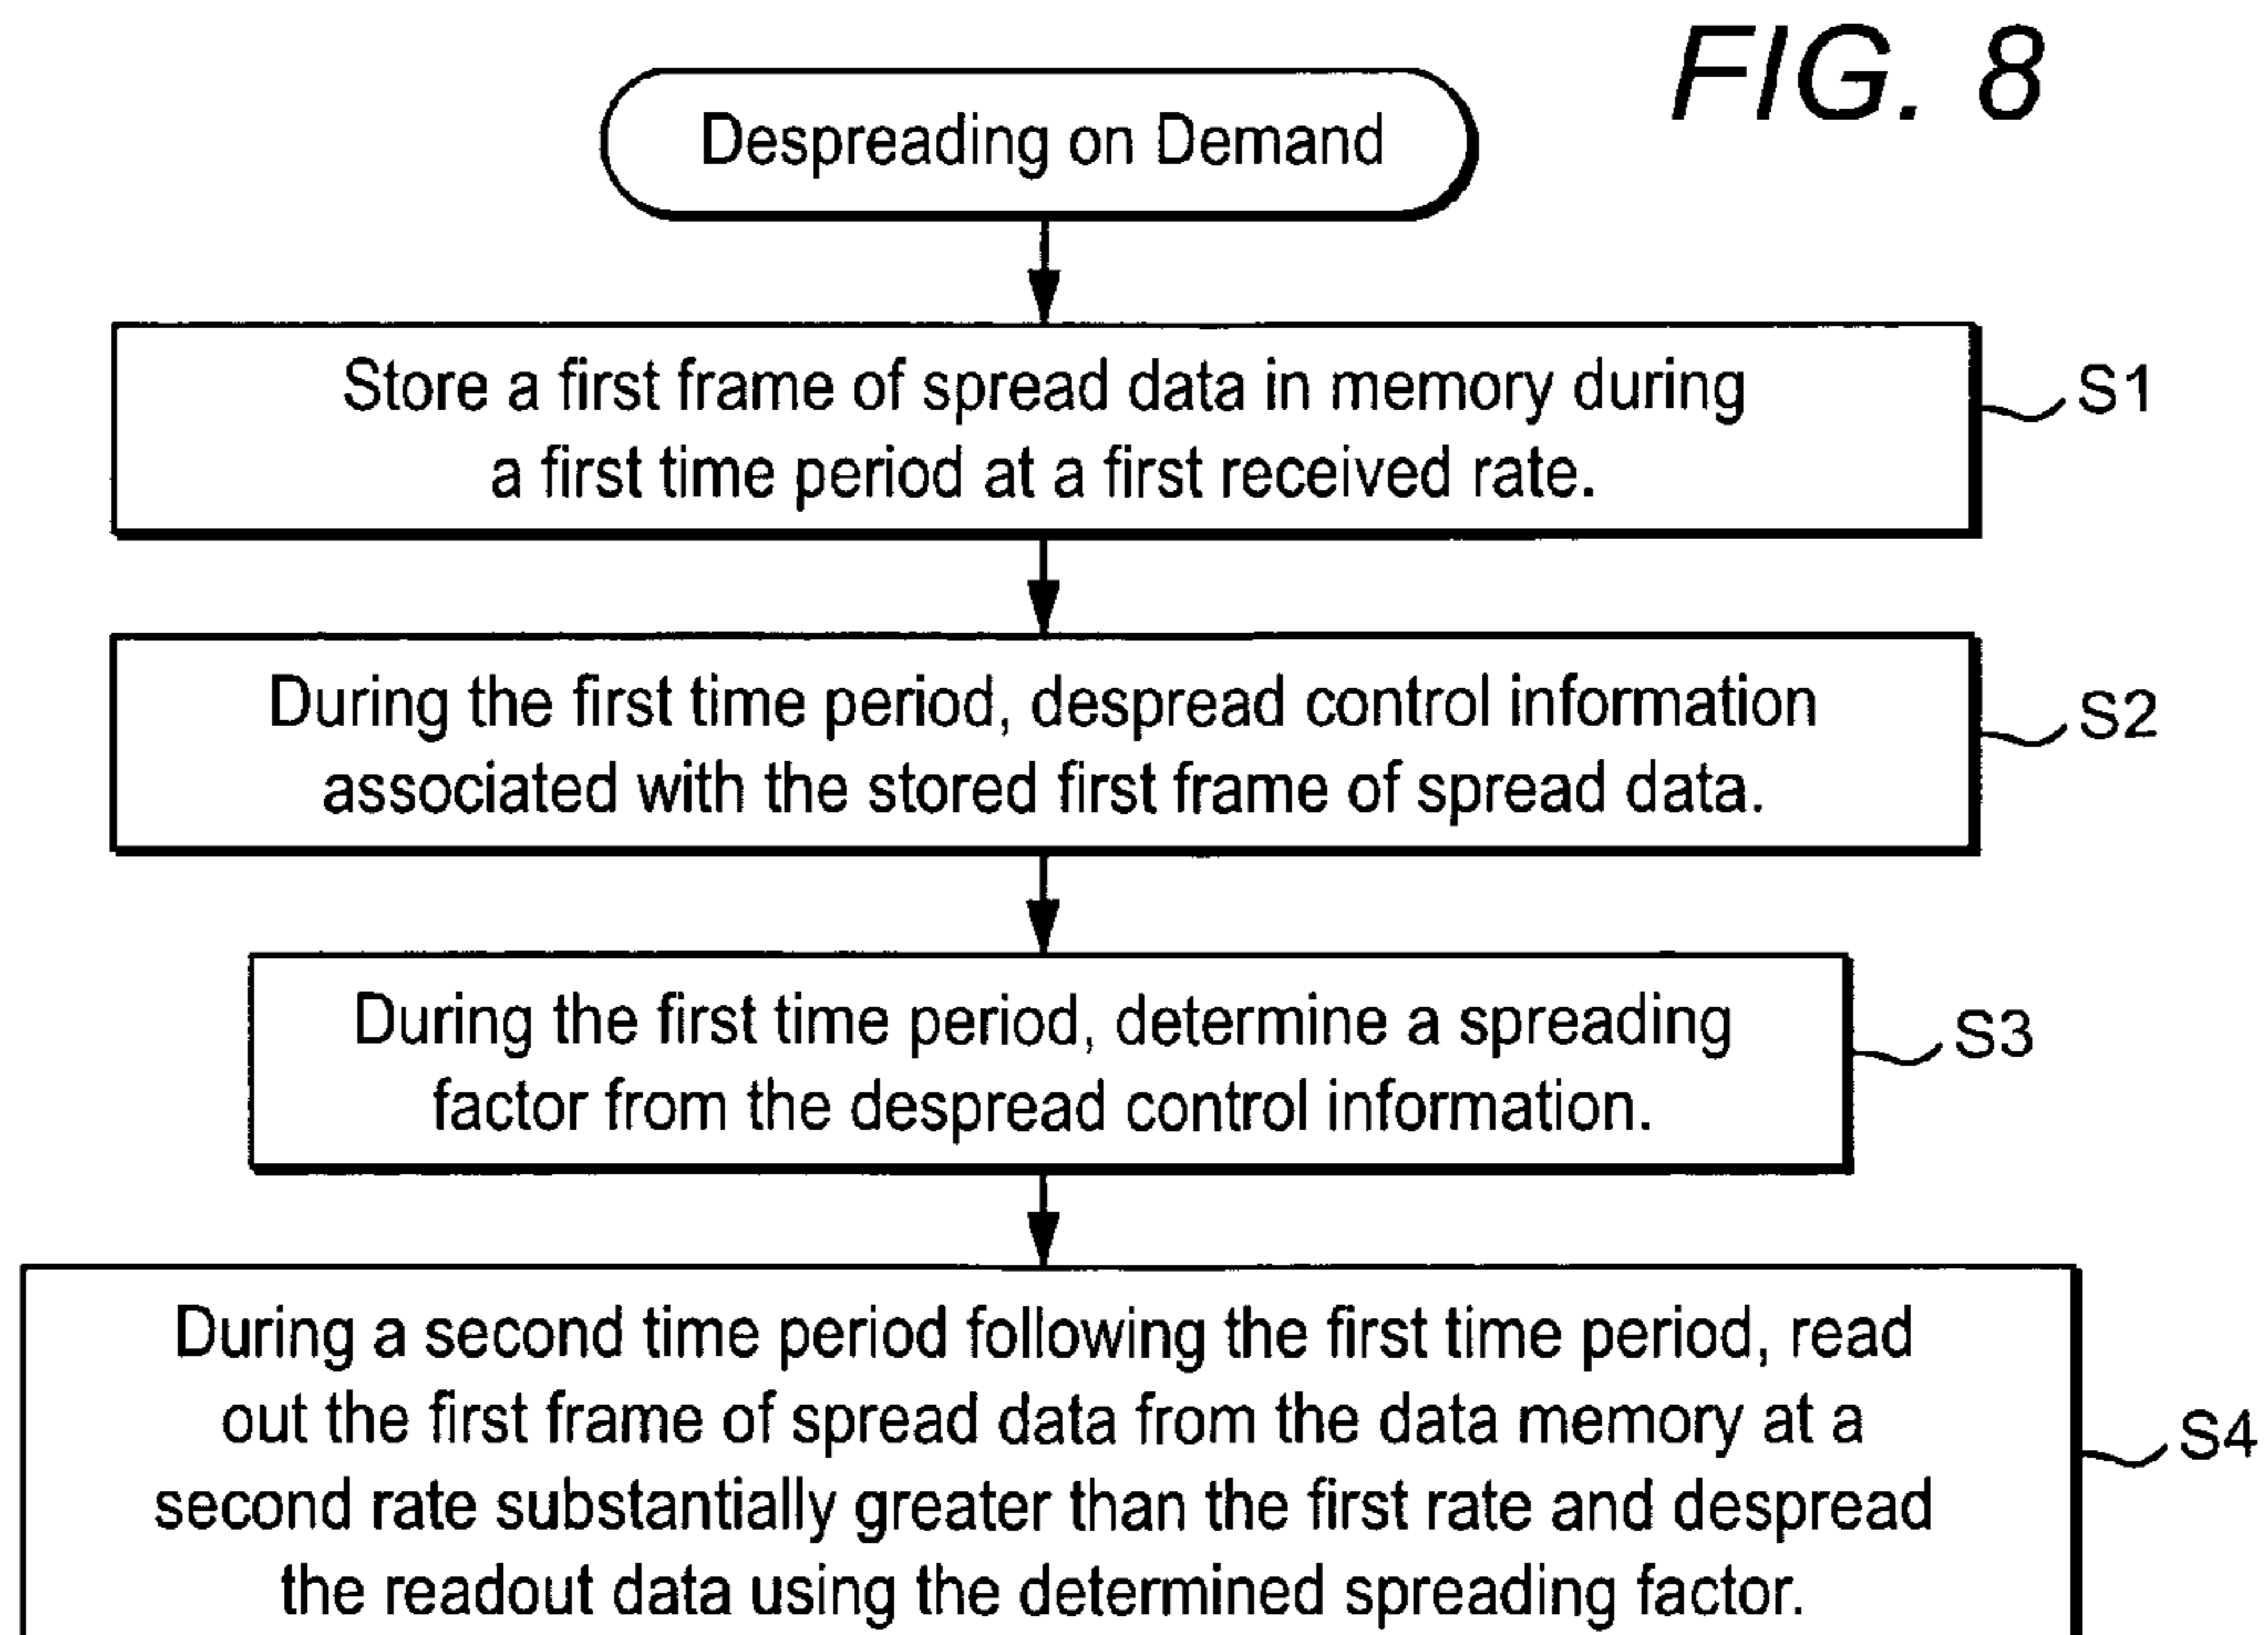 FIG. 8
Despreading on Demand
Store a first frame of spread data in memory during
a first time period at a first received rate.
S1
During the first time period, despread control information
associated with the stored first frame of spread data.
S2
During the first time period, determine a spreading
factor from the despread control information.
S3
During a second time period following the first time period, read
out the first frame of spread data from the data memory at a
second rate substantially greater than the first rate and despread
the readout data using the determined spreading factor.
S4